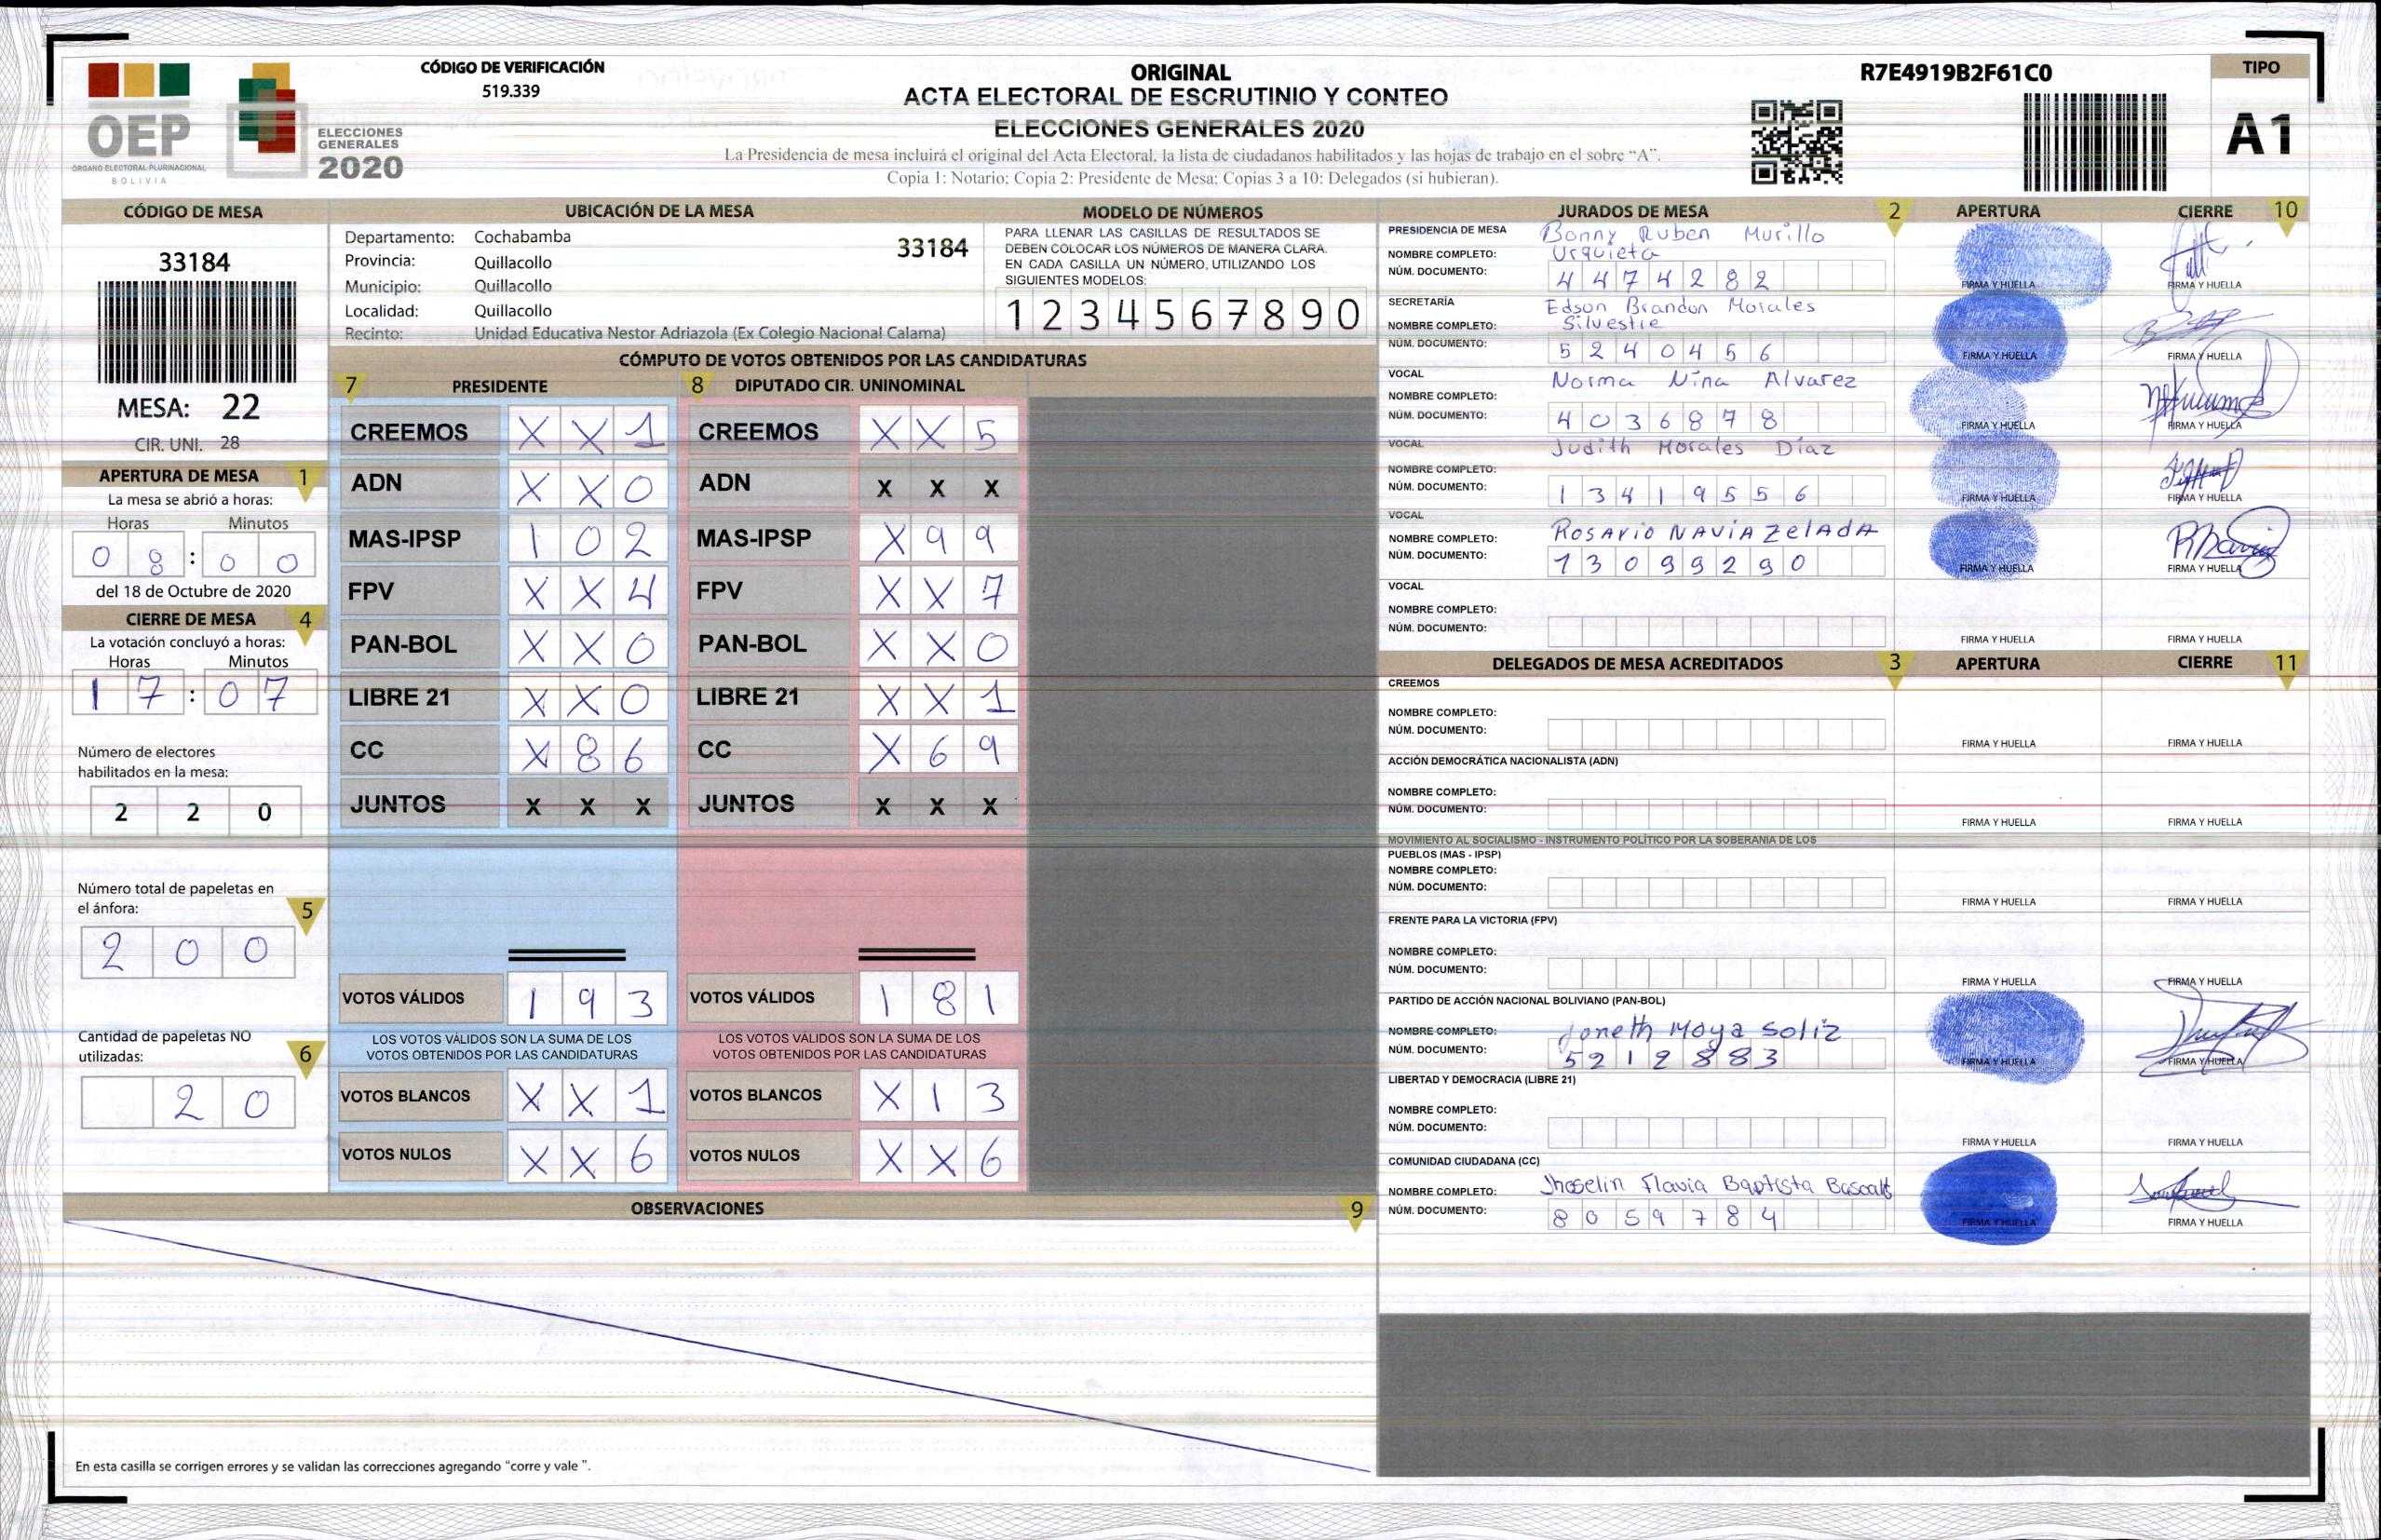 CÓDIGO DE VERIFICACIÓN
519.339
OEP
ÓRGANO ELECTORAL PLURINACIONAL
BOLIVIA
ELECCIONES
GENERALES
2020
ORIGINAL
ACTA ELECTORAL DE ESCRUTINIO Y CONTEO
ELECCIONES GENERALES 2020
La Presidencia de mesa incluirá el original del Acta Electoral, la lista de ciudadanos habilitados y las hojas de trabajo en el sobre “A”.
Copia 1: Notario; Copia 2: Presidente de Mesa; Copias 3 a 10: Delegados (si hubieran).
R7E4919B2F61C0
TIPO
A1
CÓDIGO DE MESA
33184
MESA: 22
CIR. UNI. 28
APERTURA DE MESA 1
La mesa se abrió a horas:
Horas Minutos
0 8 : 0 0
del 18 de Octubre de 2020
CIERRE DE MESA 4
La votación concluyó a horas:
Horas Minutos
1 7 : 0 7
Número de electores
habilitados en la mesa:
2 2 0
Número total de papeletas en
el ánfora: 5
2 0 0
Cantidad de papeletas NO
utilizadas: 6
2 0
UBICACIÓN DE LA MESA
Departamento: Cochabamba 33184
Provincia: Quillacollo
Municipio: Quillacollo
Localidad: Quillacollo
Recinto: Unidad Educativa Nestor Adriazola (Ex Colegio Nacional Calama)
MODELO DE NÚMEROS
PARA LLENAR LAS CASILLAS DE RESULTADOS SE
DEBEN COLOCAR LOS NÚMEROS DE MANERA CLARA.
EN CADA CASILLA UN NÚMERO, UTILIZANDO LOS
SIGUIENTES MODELOS:
1 2 3 4 5 6 7 8 9 0
CÓMPUTO DE VOTOS OBTENIDOS POR LAS CANDIDATURAS
7 PRESIDENTE 8 DIPUTADO CIR. UNINOMINAL
CREEMOS X X 1 CREEMOS X X 5
ADN X X 0 ADN X X X
MAS-IPSP 1 0 2 MAS-IPSP X 9 9
FPV X X 4 FPV X X 7
PAN-BOL X X 0 PAN-BOL X X 0
LIBRE 21 X X 0 LIBRE 21 X X 1
CC X 8 6 CC X 6 9
JUNTOS X X X JUNTOS X X X
VOTOS VÁLIDOS 1 9 3 VOTOS VÁLIDOS 1 8 1
LOS VOTOS VÁLIDOS SON LA SUMA DE LOS LOS VOTOS VÁLIDOS SON LA SUMA DE LOS
VOTOS OBTENIDOS POR LAS CANDIDATURAS VOTOS OBTENIDOS POR LAS CANDIDATURAS
VOTOS BLANCOS X X 1 VOTOS BLANCOS X 1 3
VOTOS NULOS X X 6 VOTOS NULOS X X 6
OBSERVACIONES 9
En esta casilla se corrigen errores y se validan las correcciones agregando “corre y vale ”.
JURADOS DE MESA 2 APERTURA CIERRE 10
PRESIDENCIA DE MESA Bonny Ruben Murillo
NOMBRE COMPLETO: Urquieta
NÚM. DOCUMENTO: 4 4 7 4 2 8 2 FIRMA Y HUELLA FIRMA Y HUELLA
SECRETARÍA Edson Brandon Morales
NOMBRE COMPLETO: Silvestre
NÚM. DOCUMENTO: 5 2 4 0 4 5 6 FIRMA Y HUELLA FIRMA Y HUELLA
VOCAL Norma Nina Alvarez
NOMBRE COMPLETO:
NÚM. DOCUMENTO: 4 0 3 6 8 7 8 FIRMA Y HUELLA FIRMA Y HUELLA
VOCAL Judith Morales Díaz
NOMBRE COMPLETO:
NÚM. DOCUMENTO: 1 3 4 1 9 5 5 6 FIRMA Y HUELLA FIRMA Y HUELLA
VOCAL
NOMBRE COMPLETO: ROSARIO NAVIA ZELADA
NÚM. DOCUMENTO: 1 3 0 9 9 2 9 0 FIRMA Y HUELLA FIRMA Y HUELLA
VOCAL
NOMBRE COMPLETO:
NÚM. DOCUMENTO: FIRMA Y HUELLA FIRMA Y HUELLA
DELEGADOS DE MESA ACREDITADOS 3 APERTURA CIERRE 11
CREEMOS
NOMBRE COMPLETO:
NÚM. DOCUMENTO: FIRMA Y HUELLA FIRMA Y HUELLA
ACCIÓN DEMOCRÁTICA NACIONALISTA (ADN)
NOMBRE COMPLETO:
NÚM. DOCUMENTO: FIRMA Y HUELLA FIRMA Y HUELLA
MOVIMIENTO AL SOCIALISMO - INSTRUMENTO POLÍTICO POR LA SOBERANIA DE LOS
PUEBLOS (MAS - IPSP)
NOMBRE COMPLETO:
NÚM. DOCUMENTO: FIRMA Y HUELLA FIRMA Y HUELLA
FRENTE PARA LA VICTORIA (FPV)
NOMBRE COMPLETO:
NÚM. DOCUMENTO: FIRMA Y HUELLA FIRMA Y HUELLA
PARTIDO DE ACCIÓN NACIONAL BOLIVIANO (PAN-BOL)
NOMBRE COMPLETO: Janeth Moya Soliz
NÚM. DOCUMENTO: 5 2 1 2 8 8 3 FIRMA Y HUELLA FIRMA Y HUELLA
LIBERTAD Y DEMOCRACIA (LIBRE 21)
NOMBRE COMPLETO:
NÚM. DOCUMENTO: FIRMA Y HUELLA FIRMA Y HUELLA
COMUNIDAD CIUDADANA (CC)
NOMBRE COMPLETO: Jhoselin Flavia Baptista
NÚM. DOCUMENTO: 8 0 5 9 7 8 4 FIRMA Y HUELLA FIRMA Y HUELLA